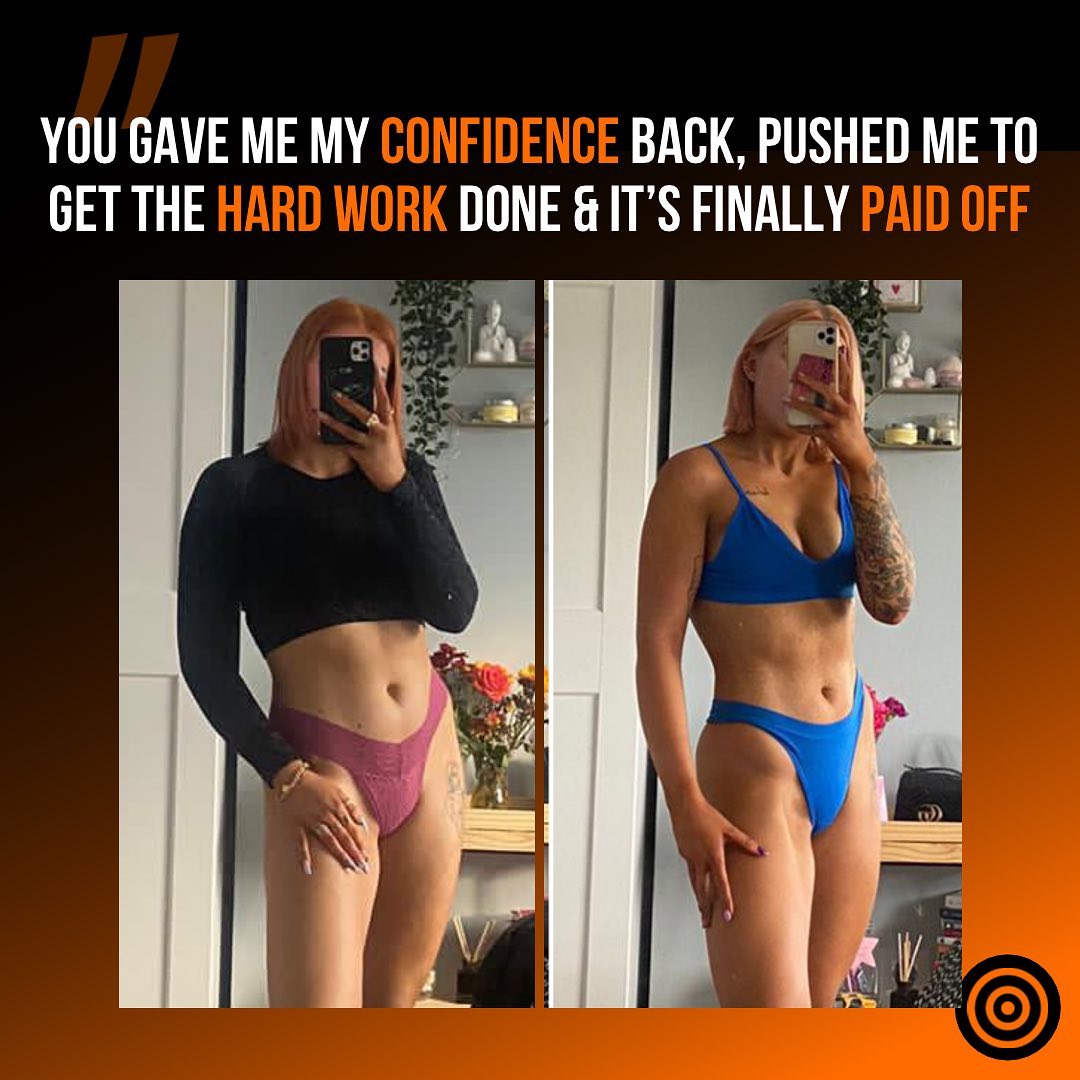 YOU GAVE ME MY CONFIDENCE BACK, PUSHED ME TO
GET THE HARD WORK DONE & IT’S FINALLY PAID OFF